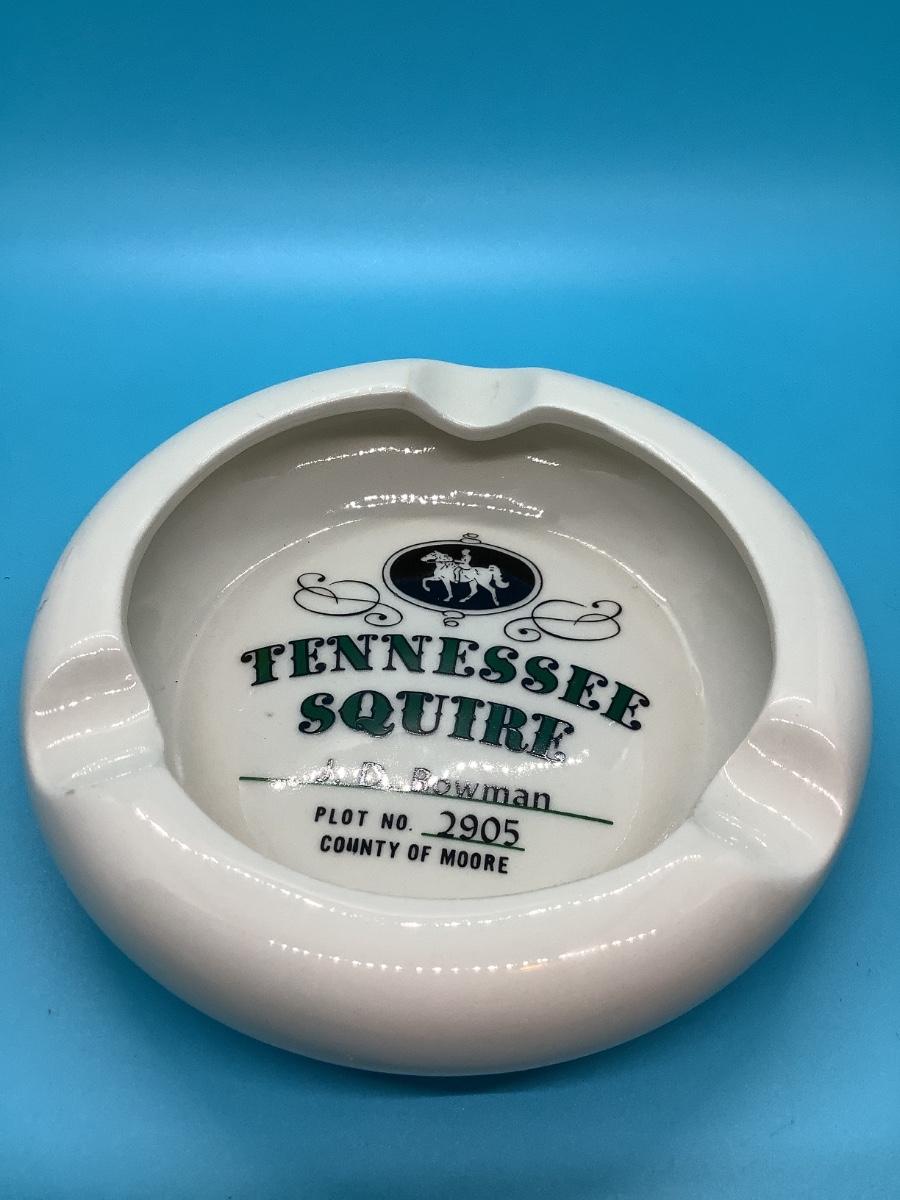 TENNESSEE
SQUIRE
J. D. Bowman
PLOT NO. 2905
COUNTY OF MOORE